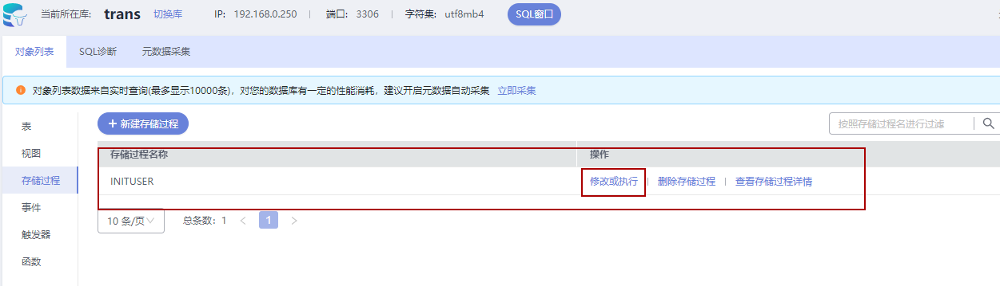 当前所在库: trans 切换库 IP: 192.168.0.250 端口: 3306 字符集: utf8mb4 SQL窗口
对象列表 SQL诊断 元数据采集
对象列表数据来自实时查询(最多显示10000条)，对您的数据库有一定的性能消耗，建议开启元数据自动采集 立即采集
表
+ 新建存储过程 按照存储过程名进行过滤
视图
存储过程名称 操作
存储过程
INITUSER 修改或执行 删除存储过程 查看存储过程详情
事件
10 条/页 总条数: 1 < 1 >
触发器
函数